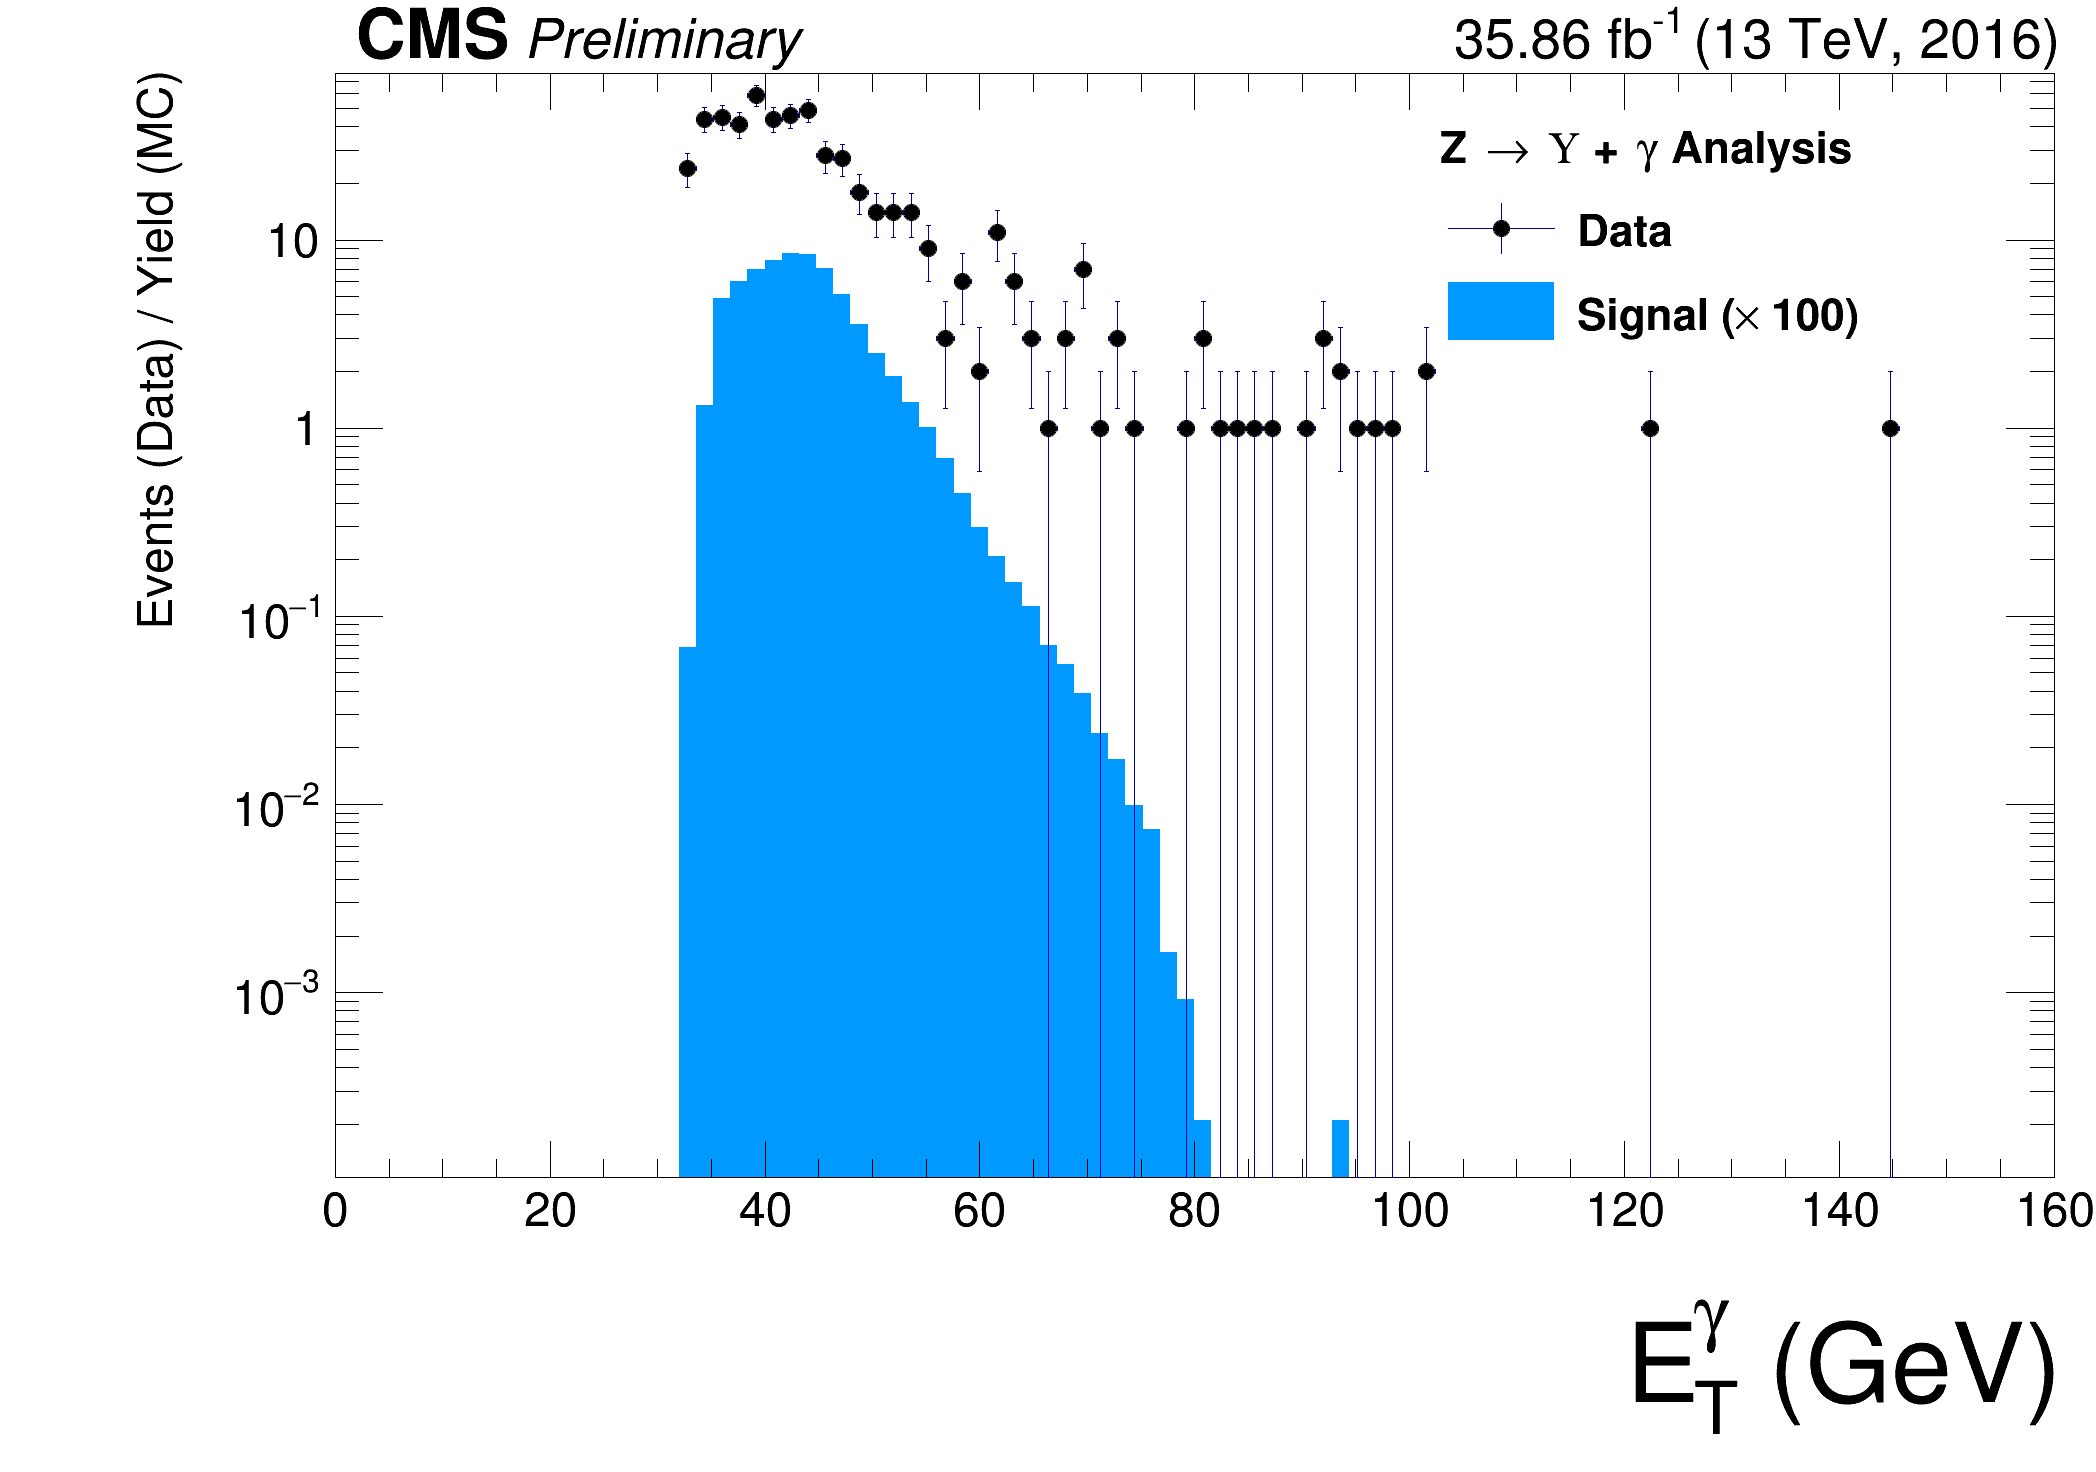 CMS Preliminary 35.86 fb⁻¹ (13 TeV, 2016)
Events (Data) / Yield (MC)
Z → Υ + γ Analysis
Data
Signal (× 100)
10
1
10⁻¹
10⁻²
10⁻³
0 20 40 60 80 100 120 140 160
E_T^γ (GeV)